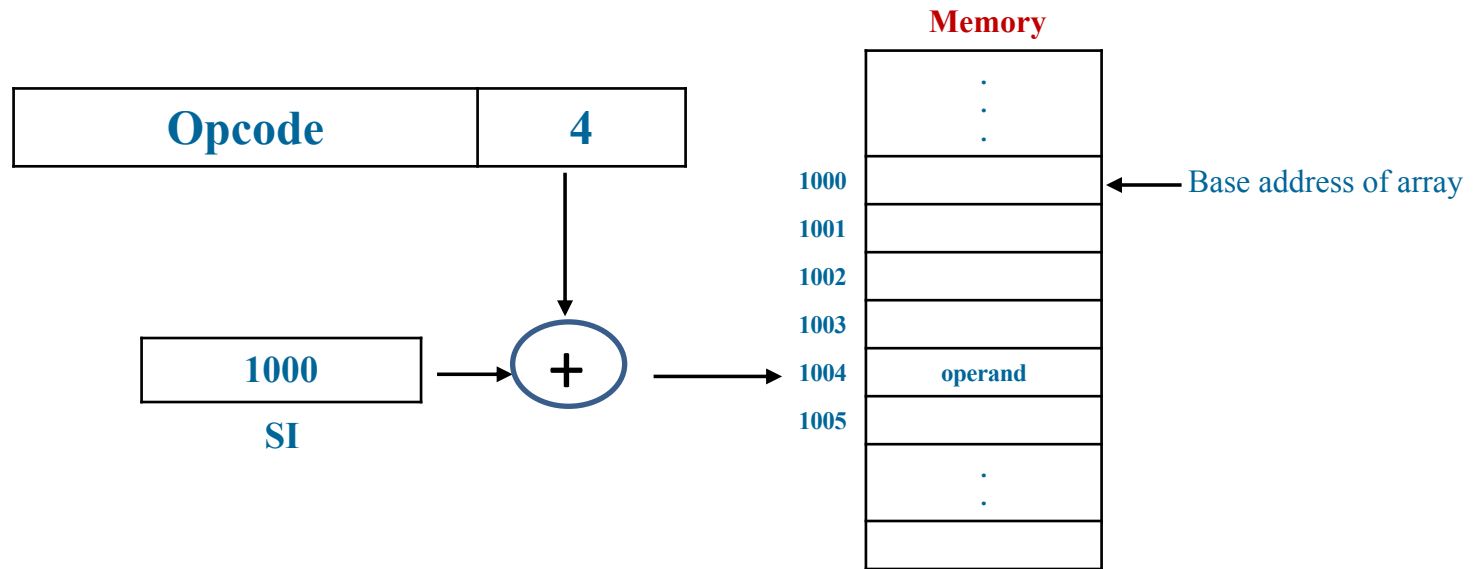 Memory
.
.
.
Opcode 4
1000
Base address of array
1001
1002
1003
+
1000
1004 operand
SI
1005
.
.